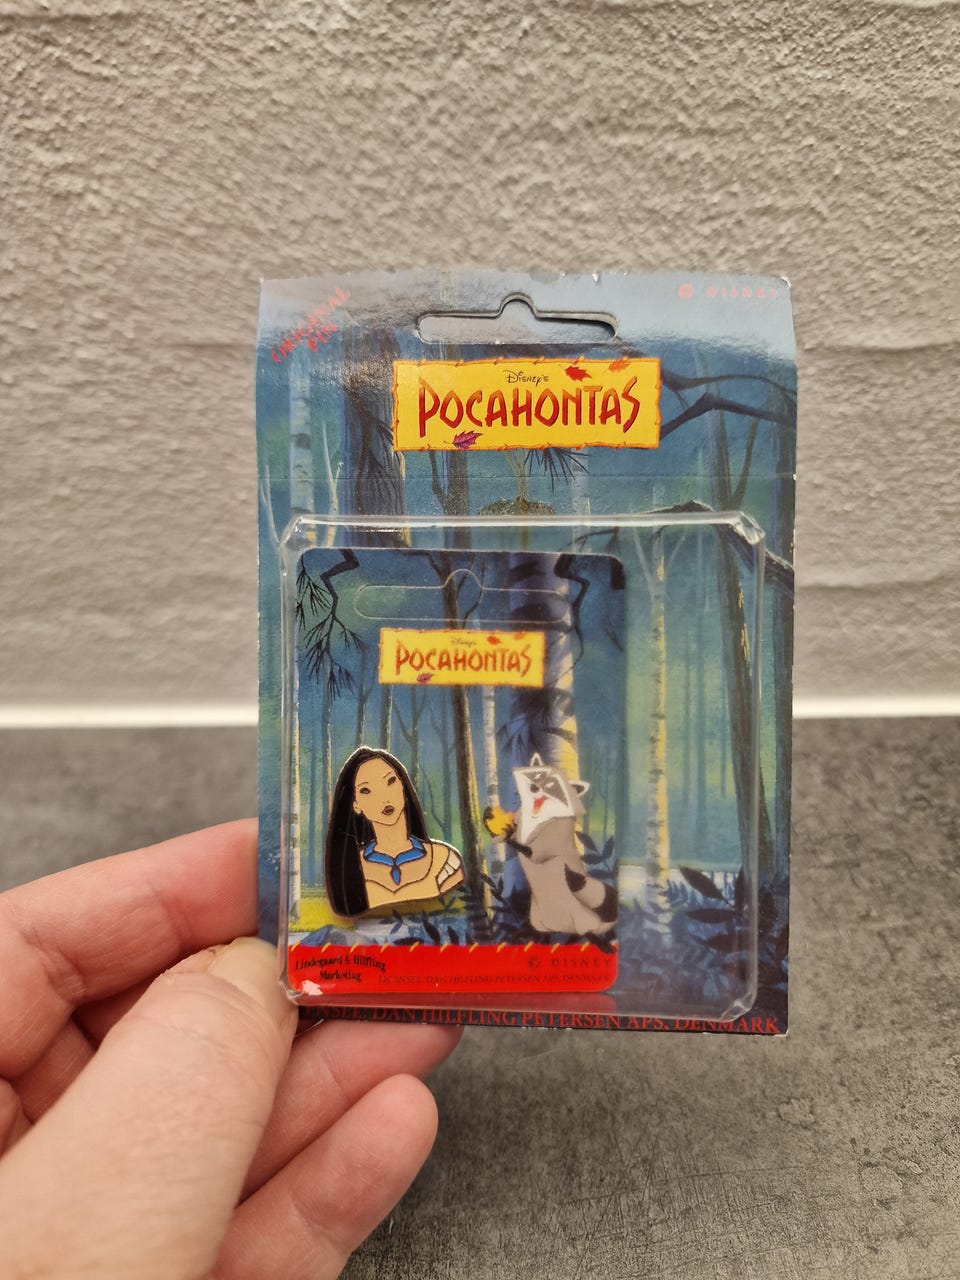 ORIGINAL
PIN
© DISNEY
DISNEY'S
POCAHONTAS
Disney's
POCAHONTAS
Lindegaard & Hilfling
Marketing
© DISNEY
LICENSEE: DAN HILFLING PETERSEN APS, DENMARK
ENSEE: DAN HILFLING PETERSEN APS, DENMARK